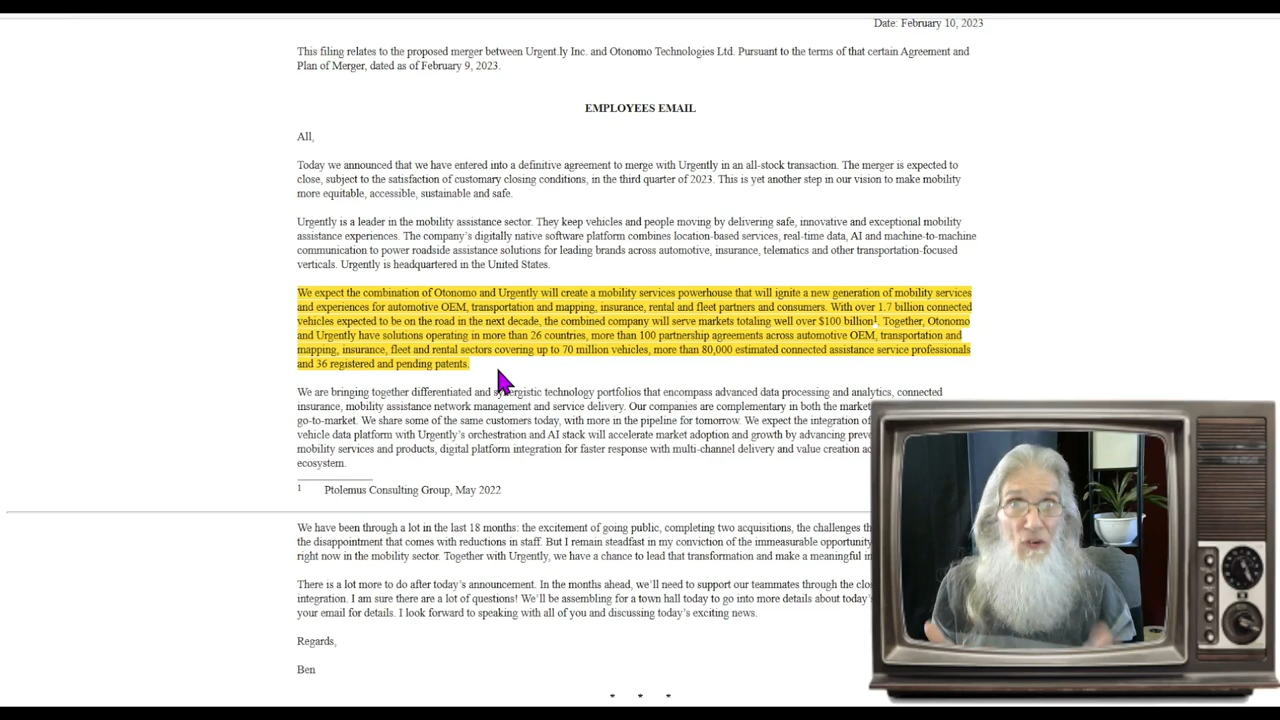 Date: February 10, 2023
This filing relates to the proposed merger between Urgent.ly Inc. and Otonomo Technologies Ltd. Pursuant to the terms of that certain Agreement and
Plan of Merger, dated as of February 9, 2023.
EMPLOYEES EMAIL
All,
Today we announced that we have entered into a definitive agreement to merge with Urgently in an all-stock transaction. The merger is expected to
close, subject to the satisfaction of customary closing conditions, in the third quarter of 2023. This is yet another step in our vision to make mobility
more equitable, accessible, sustainable and safe.
Urgently is a leader in the mobility assistance sector. They keep vehicles and people moving by delivering safe, innovative and exceptional mobility
assistance experiences. The company's digitally native software platform combines location-based services, real-time data, AI and machine-to-machine
communication to power roadside assistance solutions for leading brands across automotive, insurance, telematics and other transportation-focused
verticals. Urgently is headquartered in the United States.
We expect the combination of Otonomo and Urgently will create a mobility services powerhouse that will ignite a new generation of mobility services
and experiences for automotive OEM, transportation and mapping, insurance, rental and fleet partners and consumers. With over 1.7 billion connected
vehicles expected to be on the road in the next decade, the combined company will serve markets totaling well over $100 billion1. Together, Otonomo
and Urgently have solutions operating in more than 26 countries, more than 100 partnership agreements across automotive OEM, transportation and
mapping, insurance, fleet and rental sectors covering up to 70 million vehicles, more than 80,000 estimated connected assistance service professionals
and 36 registered and pending patents.
We are bringing together differentiated and synergistic technology portfolios that encompass advanced data processing and analytics, connected
insurance, mobility assistance network management and service delivery. Our companies are complementary in both the market
go-to-market. We share some of the same customers today, with more in the pipeline for tomorrow. We expect the integration of
vehicle data platform with Urgently's orchestration and AI stack will accelerate market adoption and growth by advancing
mobility services and products, digital platform integration for faster response with multi-channel delivery and value creation
ecosystem.
1 Ptolemus Consulting Group, May 2022
We have been through a lot in the last 18 months: the excitement of going public, completing two acquisitions, the challenges
the disappointment that comes with reductions in staff. But I remain steadfast in my conviction of the immeasurable opportunity
right now in the mobility sector. Together with Urgently, we have a chance to lead that transformation and make a meaningful
There is a lot more to do after today's announcement. In the months ahead, we'll need to support our teammates through the
integration. I am sure there are a lot of questions! We'll be assembling for a town hall today to go into more details about
your email for details. I look forward to speaking with all of you and discussing today's exciting news.
Regards,
Ben
* * *